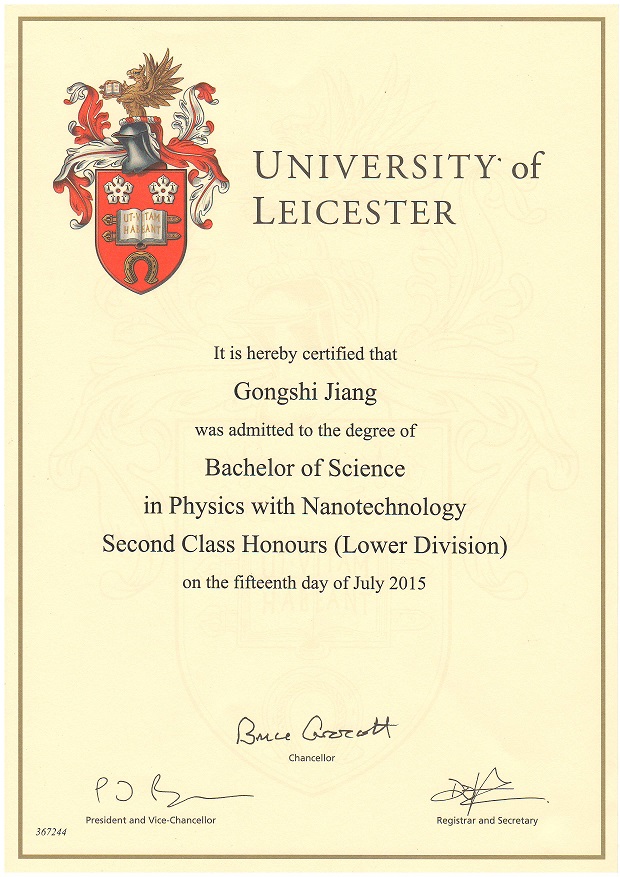 UT·VITAM
HABEANT
UNIVERSITY of
LEICESTER
It is hereby certified that
Gongshi Jiang
was admitted to the degree of
Bachelor of Science
in Physics with Nanotechnology
Second Class Honours (Lower Division)
on the fifteenth day of July 2015
Bruce Grocott
Chancellor
President and Vice-Chancellor
Registrar and Secretary
367244